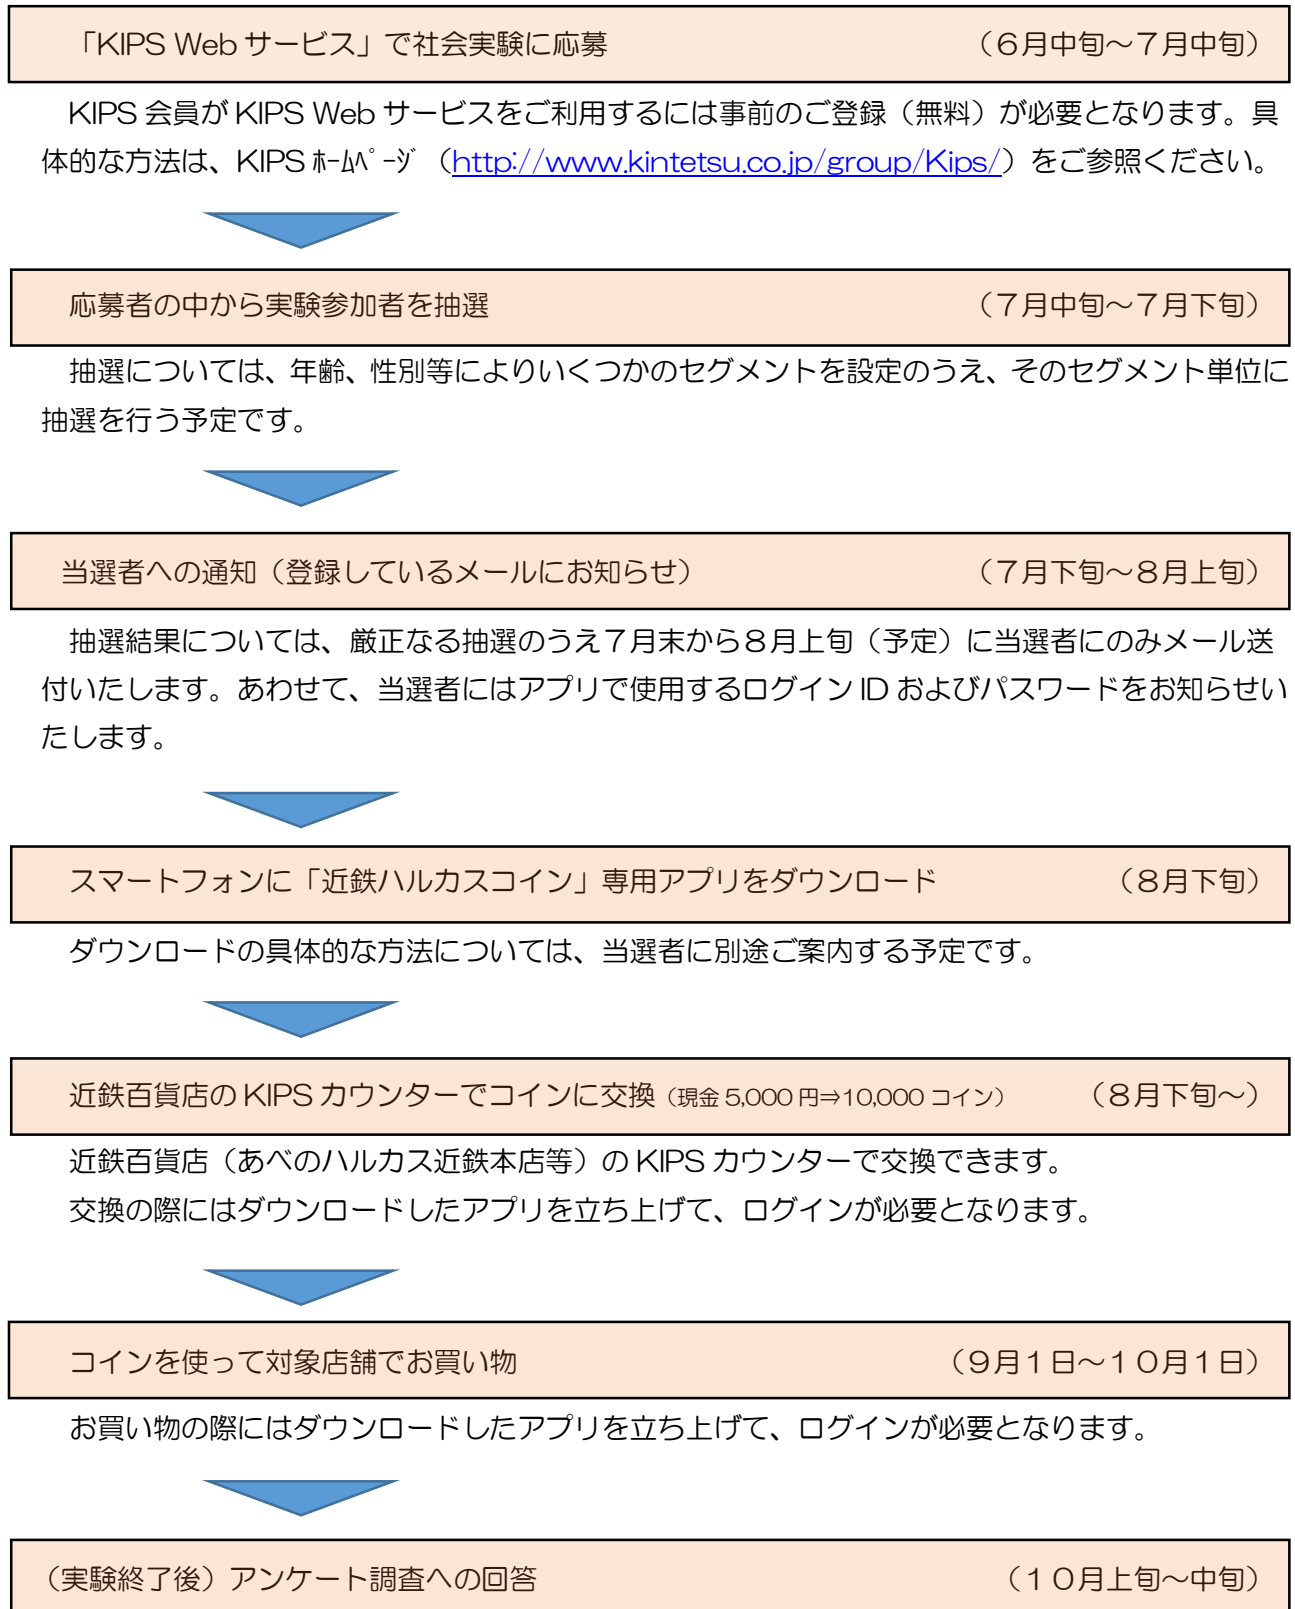 「KIPS Web サービス」で社会実験に応募 （６月中旬～７月中旬）
KIPS 会員が KIPS Web サービスをご利用するには事前のご登録（無料）が必要となります。具
体的な方法は、KIPS ﾎｰﾑﾍﾟｰｼﾞ（http://www.kintetsu.co.jp/group/Kips/）をご参照ください。
応募者の中から実験参加者を抽選 （７月中旬～７月下旬）
抽選については、年齢、性別等によりいくつかのセグメントを設定のうえ、そのセグメント単位に
抽選を行う予定です。
当選者への通知（登録しているメールにお知らせ） （７月下旬～８月上旬）
抽選結果については、厳正なる抽選のうえ７月末から８月上旬（予定）に当選者にのみメール送
付いたします。あわせて、当選者にはアプリで使用するログイン ID およびパスワードをお知らせい
たします。
スマートフォンに「近鉄ハルカスコイン」専用アプリをダウンロード （８月下旬）
ダウンロードの具体的な方法については、当選者に別途ご案内する予定です。
近鉄百貨店の KIPS カウンターでコインに交換（現金 5,000 円⇒10,000 コイン） （８月下旬～）
近鉄百貨店（あべのハルカス近鉄本店等）の KIPS カウンターで交換できます。
交換の際にはダウンロードしたアプリを立ち上げて、ログインが必要となります。
コインを使って対象店舗でお買い物 （９月１日～１０月１日）
お買い物の際にはダウンロードしたアプリを立ち上げて、ログインが必要となります。
（実験終了後）アンケート調査への回答 （１０月上旬～中旬）